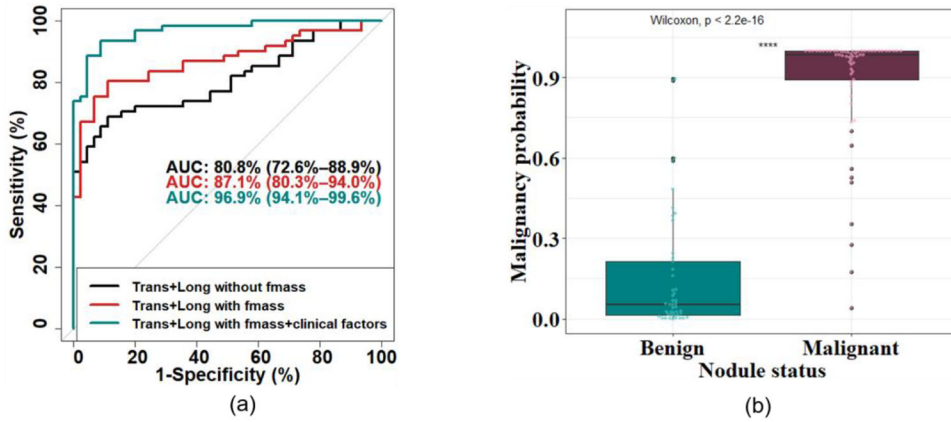 Sensitivity (%)
100
80
60
40
20
0
AUC: 80.8% (72.6%–88.9%)
AUC: 87.1% (80.3%–94.0%)
AUC: 96.9% (94.1%–99.6%)
Trans+Long without fmass
Trans+Long with fmass
Trans+Long with fmass+clinical factors
0 20 40 60 80 100
1-Specificity (%)
(a)
Wilcoxon, p < 2.2e-16
****
Malignancy probability
0.9
0.6
0.3
0.0
Benign Malignant
Nodule status
(b)